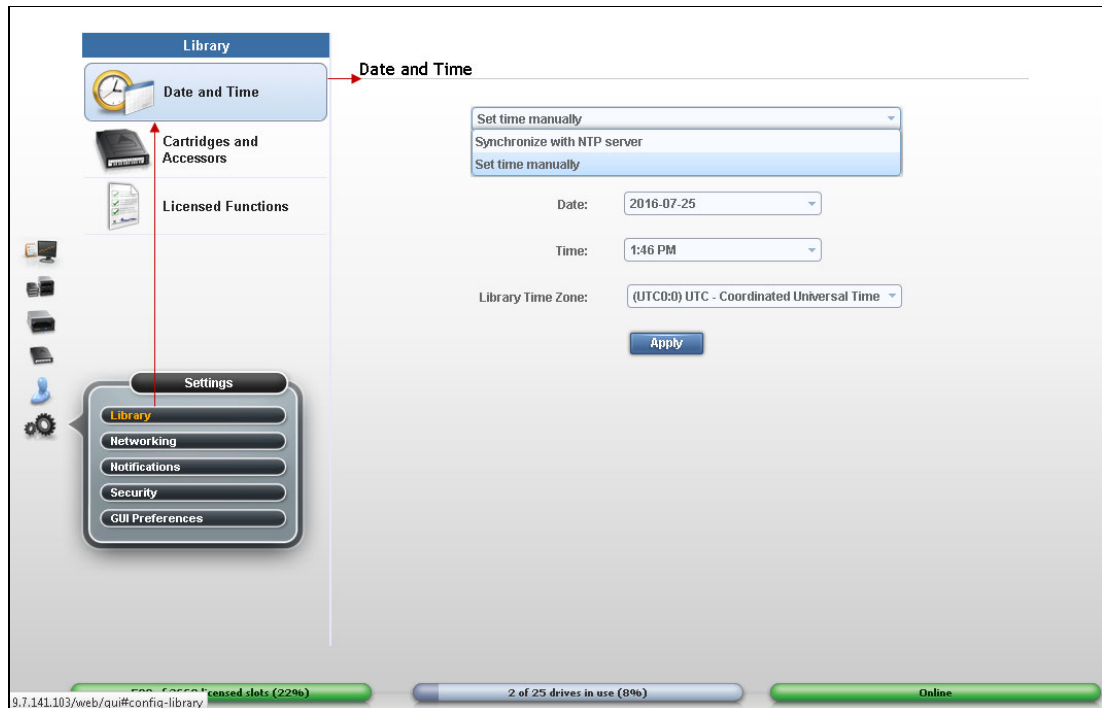 Library
Date and Time
Cartridges and
Accessors
Licensed Functions
Date and Time
Set time manually
Synchronize with NTP server
Set time manually
Date:
2016-07-25
Time:
1:46 PM
Library Time Zone:
(UTC0:0) UTC - Coordinated Universal Time
Apply
Settings
Library
Networking
Notifications
Security
GUI Preferences
licensed slots (22%)
2 of 25 drives in use (8%)
Online
9.7.141.103/web/gui#config-library